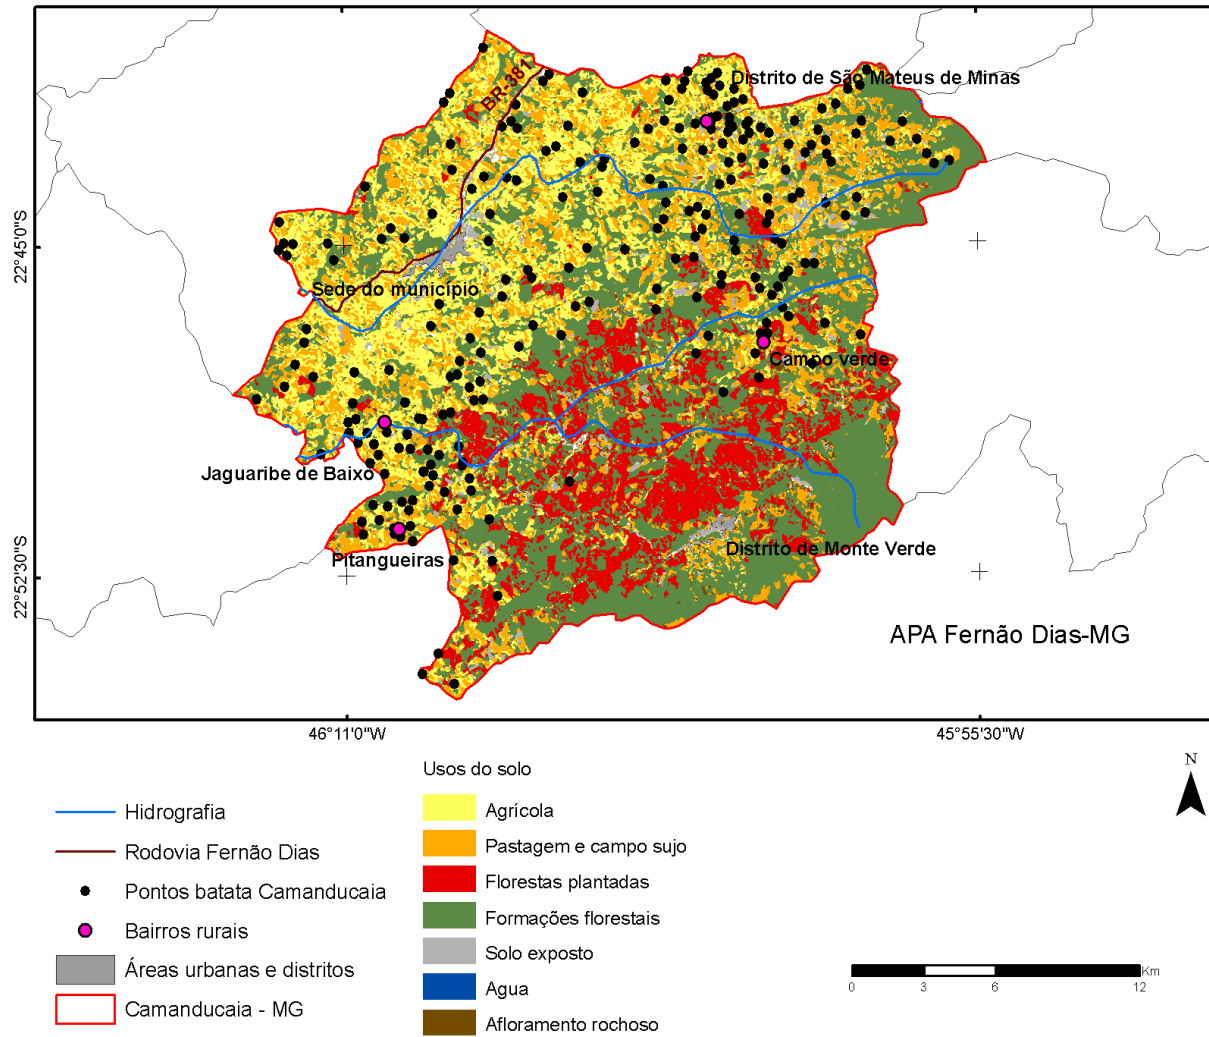 BR-381
Distrito de São Mateus de Minas
22°45'0"S
Sede do município
Campo verde
Jaguaribe de Baixo
Pitangueiras
Distrito de Monte Verde
22°52'30"S
APA Fernão Dias-MG
46°11'0"W
45°55'30"W
Usos do solo
N
Hidrografia
Rodovia Fernão Dias
Pontos batata Camanducaia
Bairros rurais
Áreas urbanas e distritos
Camanducaia - MG
Agrícola
Pastagem e campo sujo
Florestas plantadas
Formações florestais
Solo exposto
Agua
Afloramento rochoso
Km
0 3 6 12